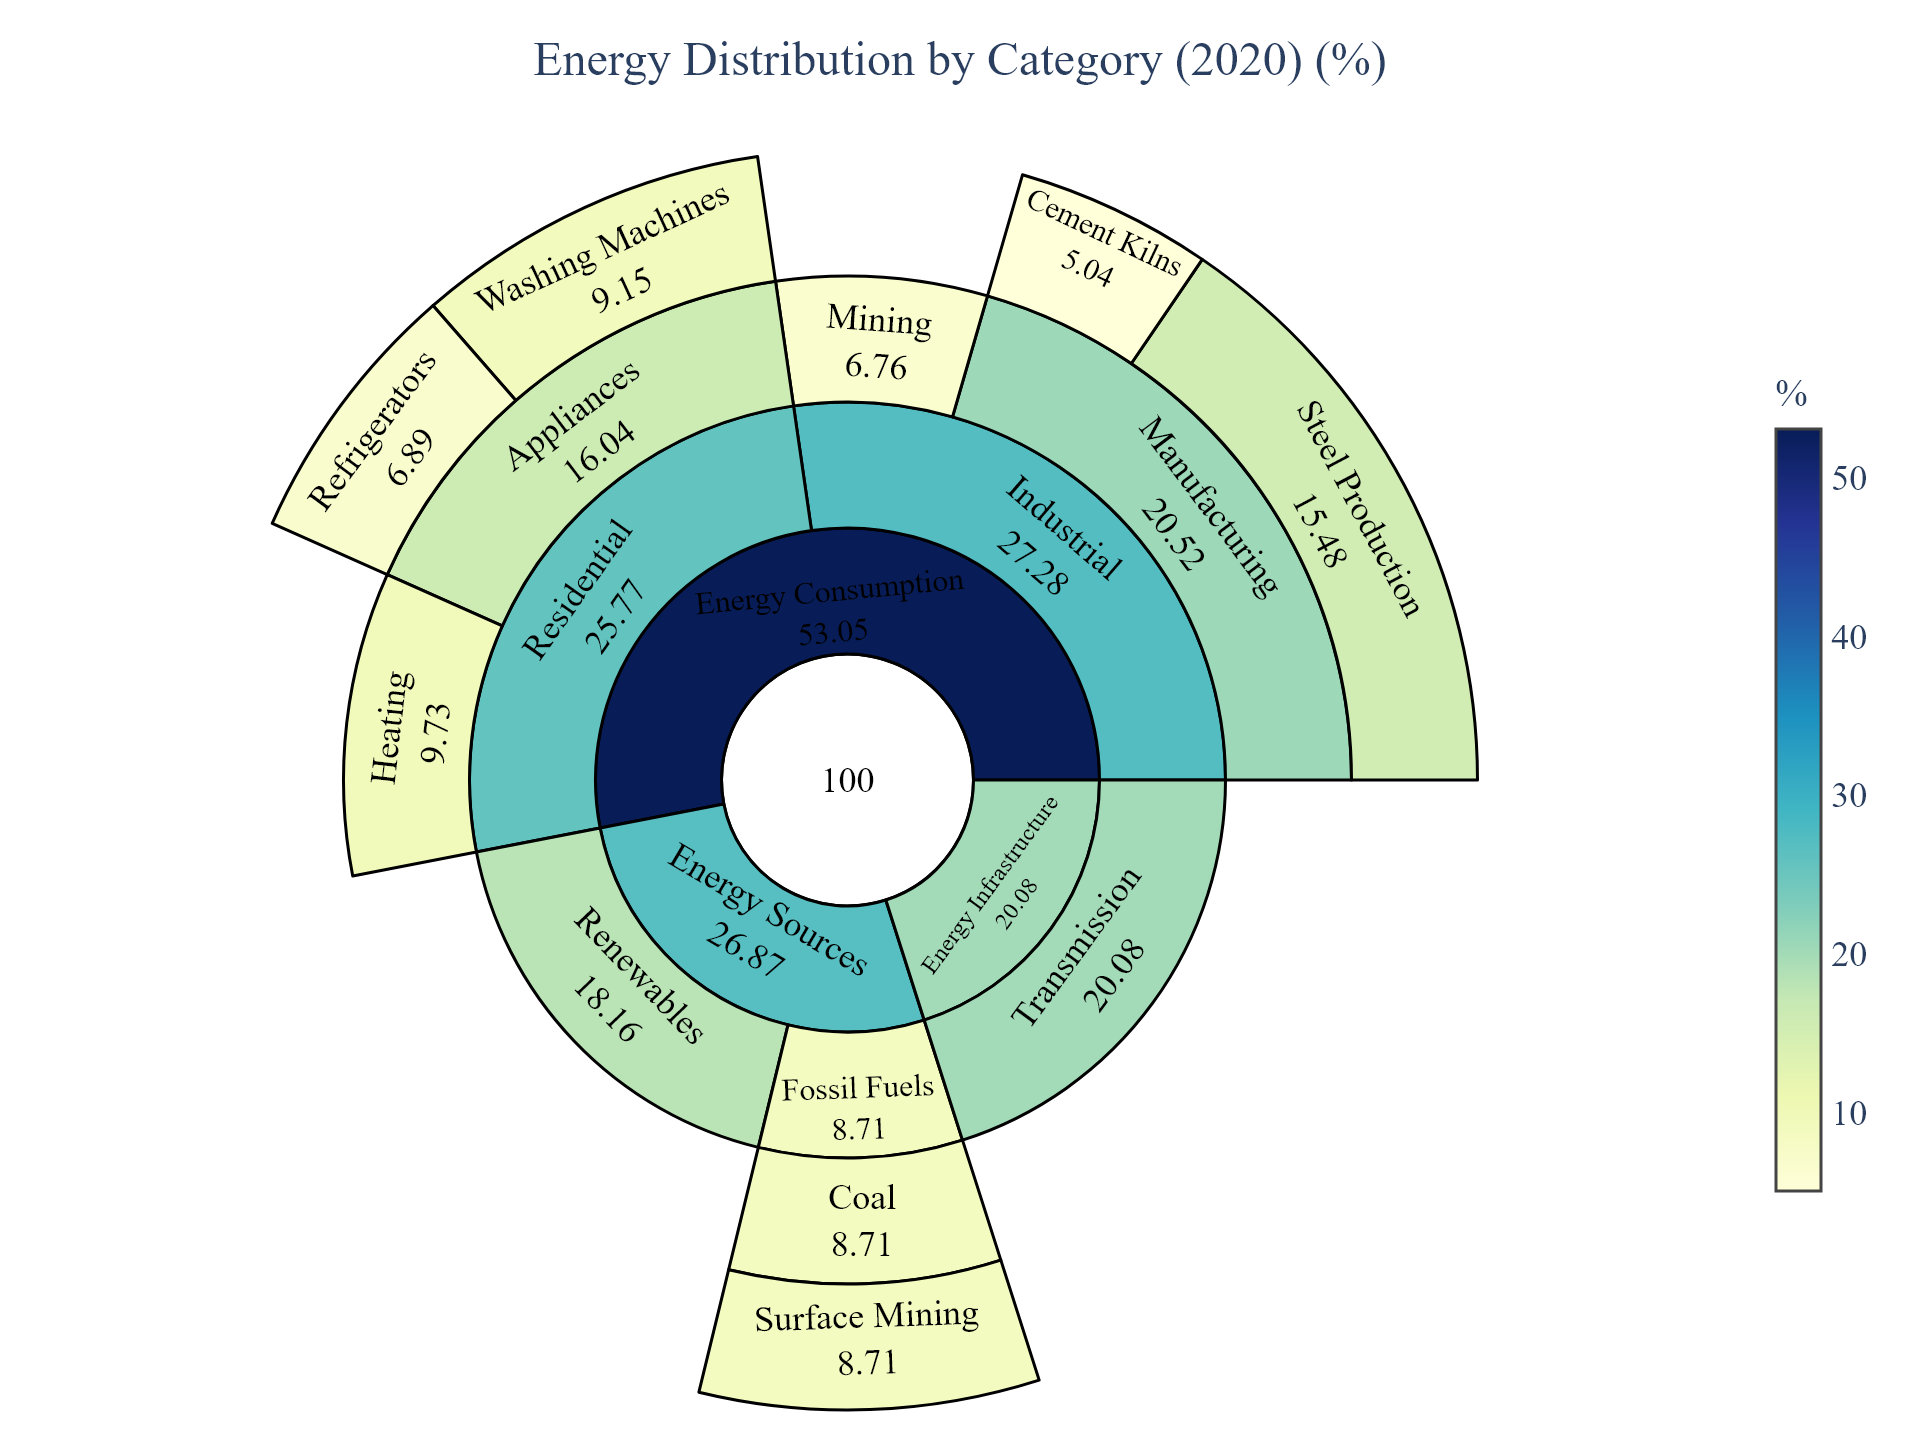 Energy Distribution by Category (2020) (%)
Washing Machines
9.15
Refrigerators
6.89
Appliances
16.04
Heating
9.73
Residential
25.77
Mining
6.76
Cement Kilns
5.04
Steel Production
15.48
Manufacturing
20.52
Industrial
27.28
Energy Consumption
53.05
100
Energy Sources
26.87
Energy Infrastructure
20.08
Transmission
20.08
Renewables
18.16
Fossil Fuels
8.71
Coal
8.71
Surface Mining
8.71
%
50
40
30
20
10